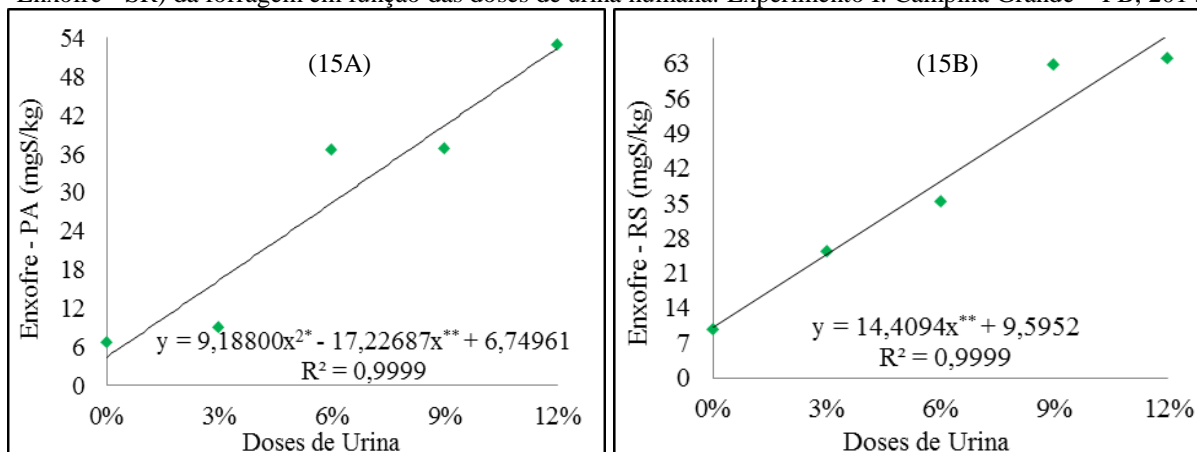 Enxofre - SR) da forragem em função das doses de urina humana. Experimento I. Campina Grande – PB, 2014
54
48
42
36
30
24
18
12
6
0
Enxofre - PA (mgS/kg)
(15A)
y = 9,18800x²* - 17,22687x** + 6,74961
R² = 0,9999
0% 3% 6% 9% 12%
Doses de Urina
63
56
49
42
35
28
21
14
7
0
Enxofre - RS (mgS/kg)
(15B)
y = 14,4094x** + 9,5952
R² = 0,9999
0% 3% 6% 9% 12%
Doses de Urina